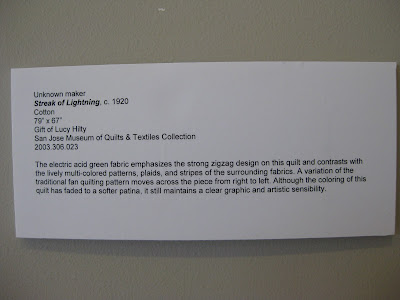 Unknown maker
Streak of Lightning, c. 1920
Cotton
79" x 67"
Gift of Lucy Hilty
San Jose Museum of Quilts & Textiles Collection
2003.306.023
The electric acid green fabric emphasizes the strong zigzag design on this quilt and contrasts with
the lively multi-colored patterns, plaids, and stripes of the surrounding fabrics. A variation of the
traditional fan quilting pattern moves across the piece from right to left. Although the coloring of this
quilt has faded to a softer patina, it still maintains a clear graphic and artistic sensibility.